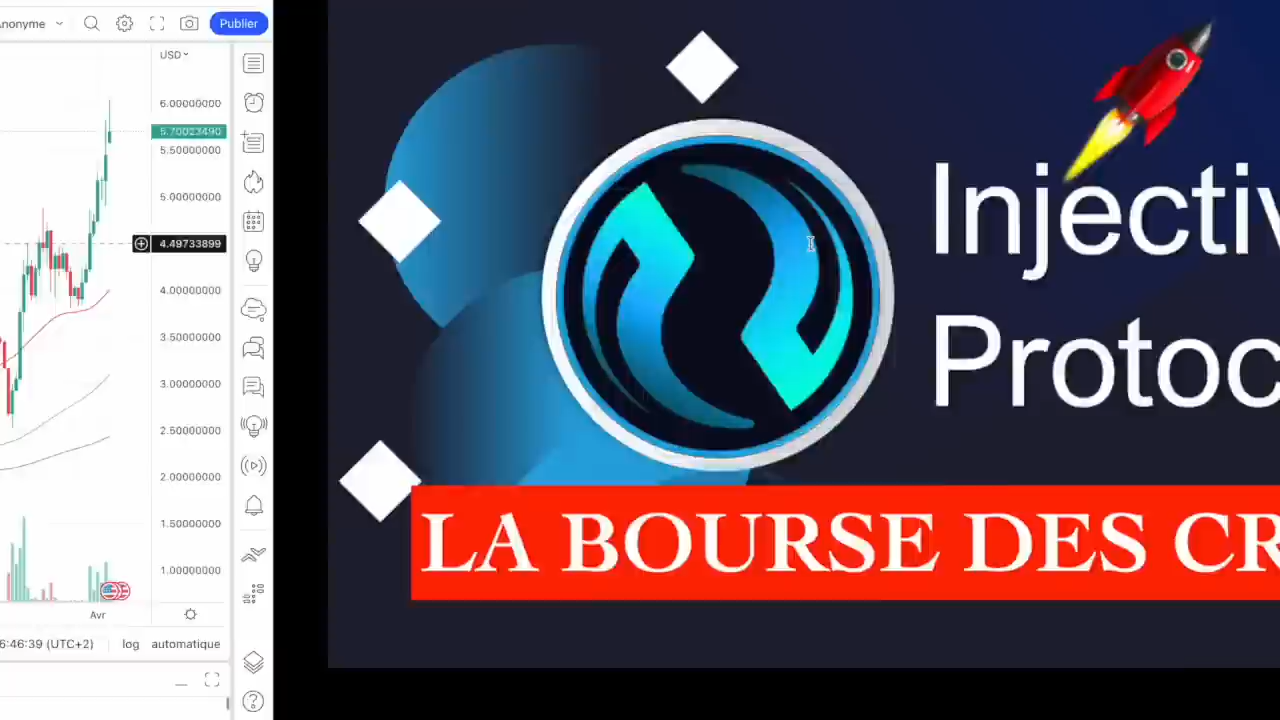 Anonyme
Publier
USD
6.00000000
5.70023490
5.50000000
5.00000000
4.49733899
4.00000000
3.50000000
3.00000000
2.50000000
2.00000000
1.50000000
1.00000000
Avr
6:46:39 (UTC+2)
log
automatique
Injectiv
Protoc
LA BOURSE DES CR